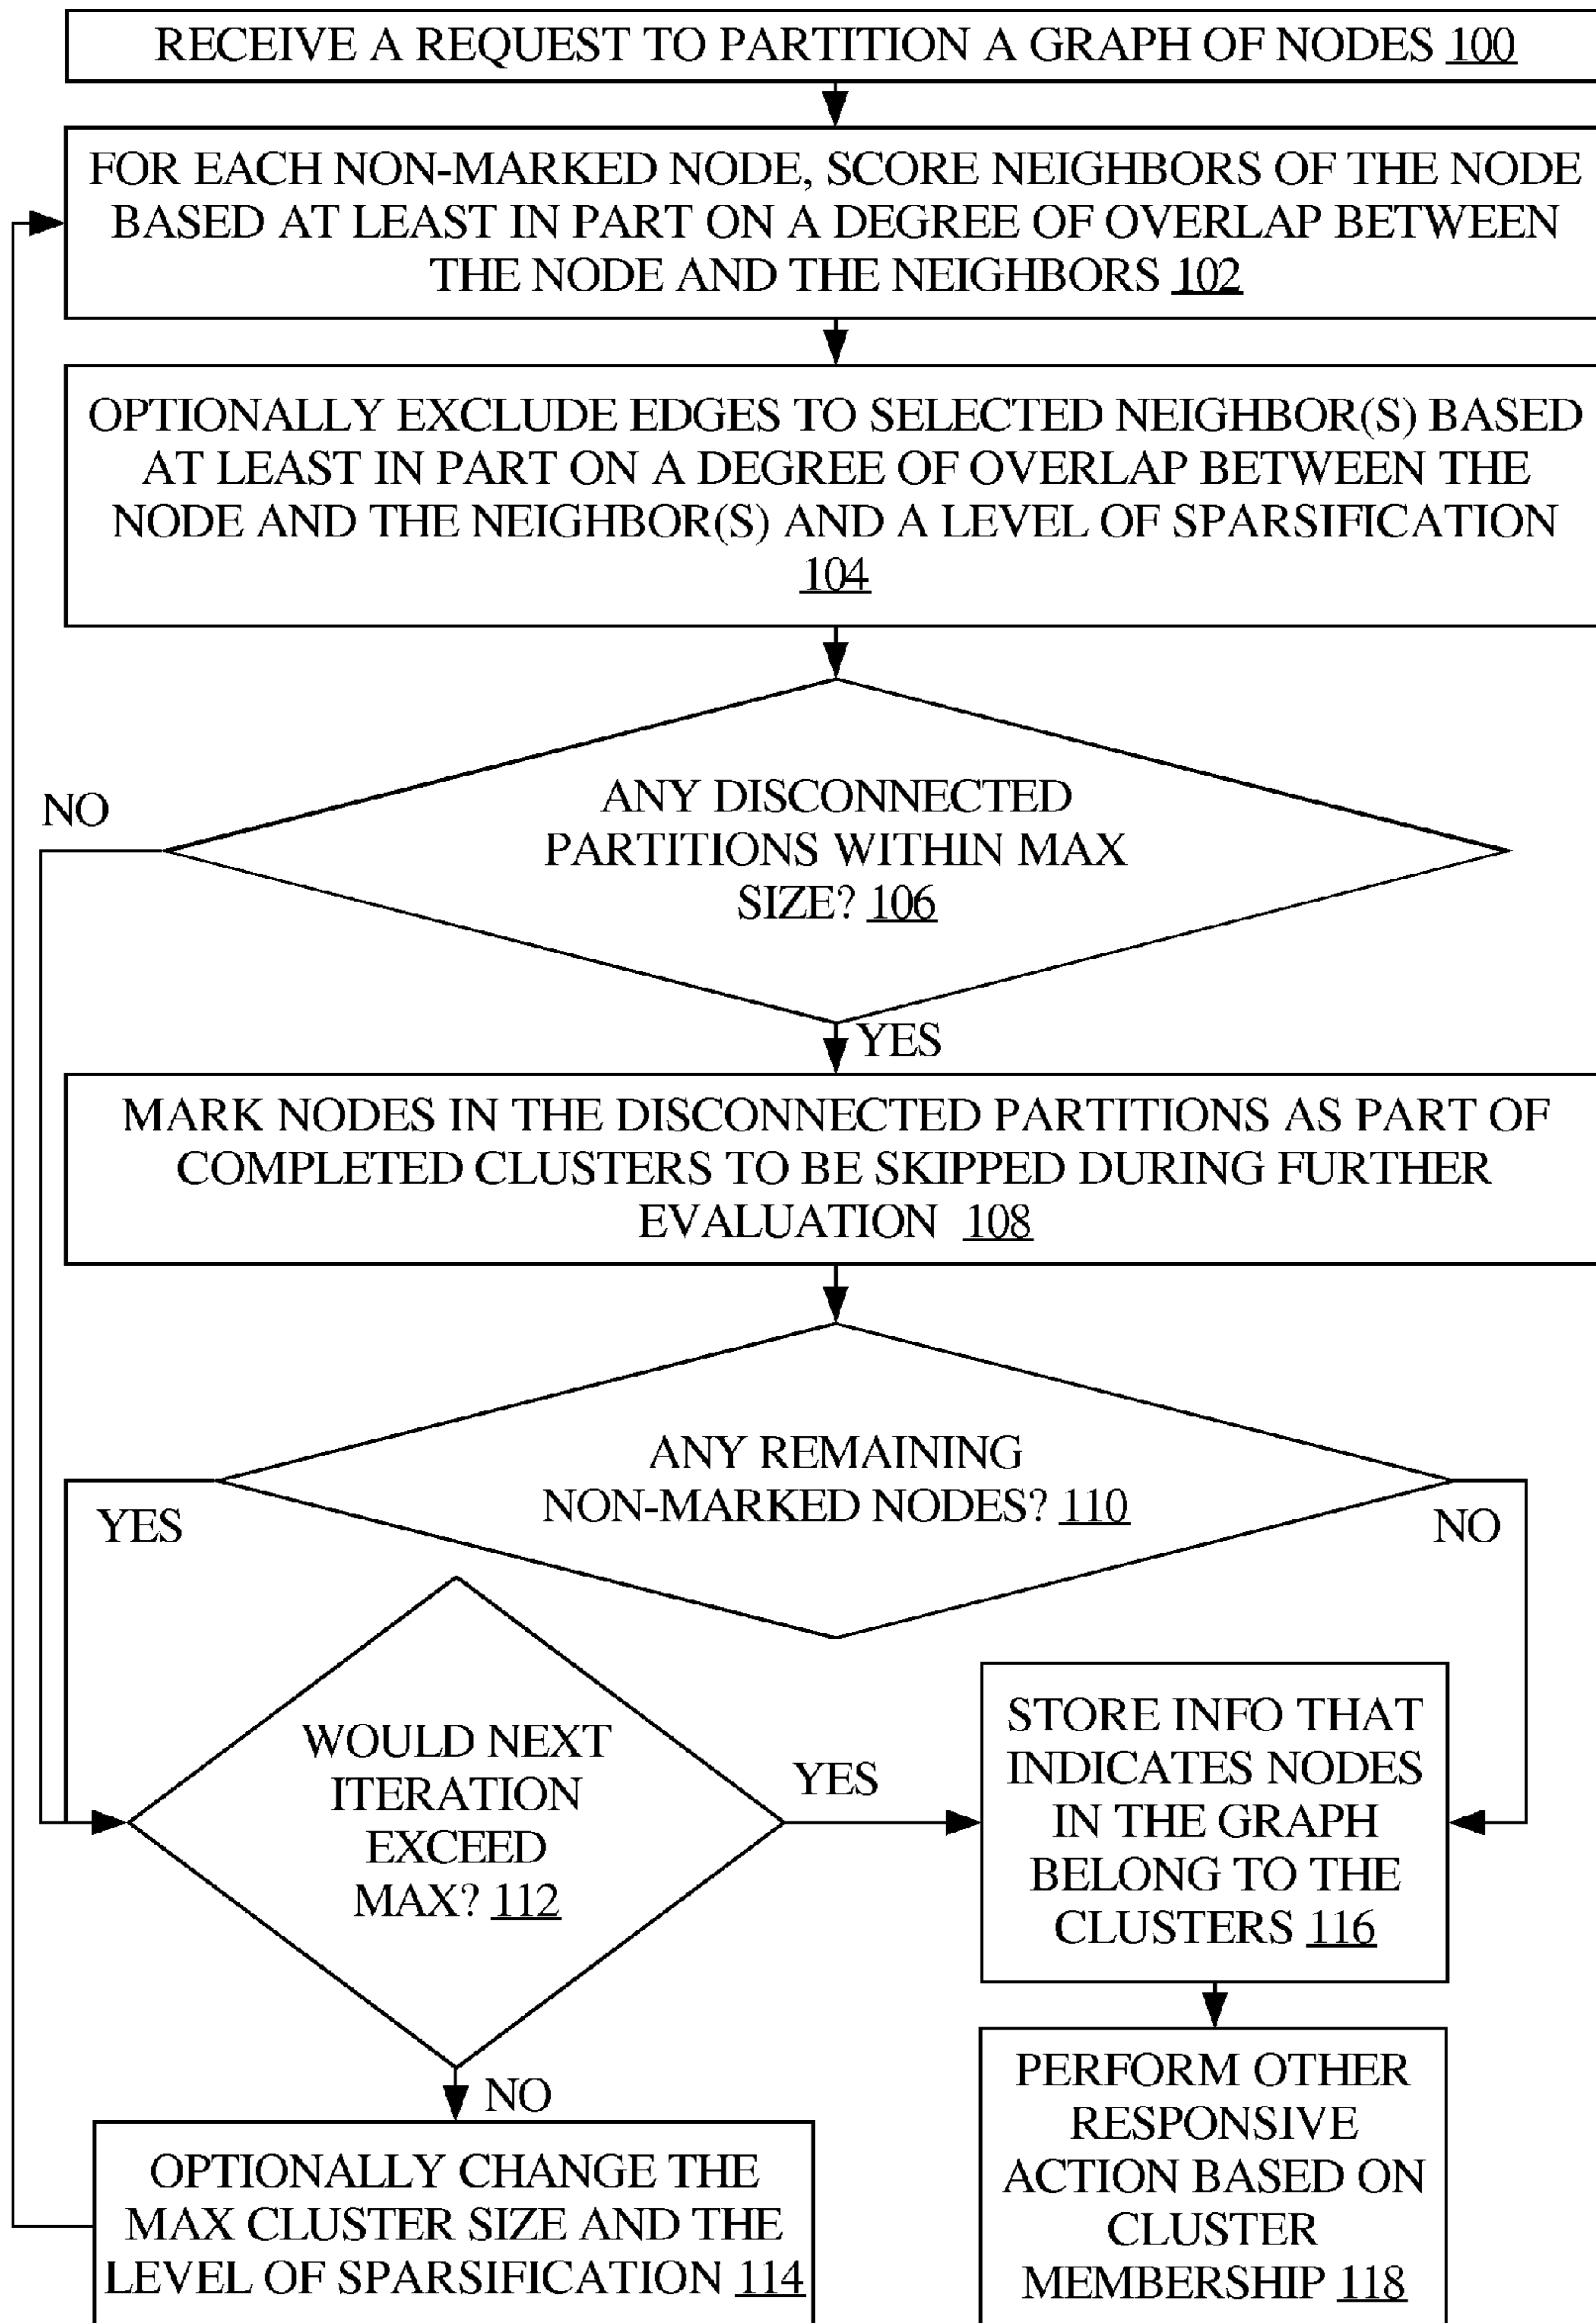 RECEIVE A REQUEST TO PARTITION A GRAPH OF NODES 100
FOR EACH NON-MARKED NODE, SCORE NEIGHBORS OF THE NODE
BASED AT LEAST IN PART ON A DEGREE OF OVERLAP BETWEEN
THE NODE AND THE NEIGHBORS 102
OPTIONALLY EXCLUDE EDGES TO SELECTED NEIGHBOR(S) BASED
AT LEAST IN PART ON A DEGREE OF OVERLAP BETWEEN THE
NODE AND THE NEIGHBOR(S) AND A LEVEL OF SPARSIFICATION
104
NO
ANY DISCONNECTED
PARTITIONS WITHIN MAX
SIZE? 106
YES
MARK NODES IN THE DISCONNECTED PARTITIONS AS PART OF
COMPLETED CLUSTERS TO BE SKIPPED DURING FURTHER
EVALUATION 108
ANY REMAINING
NON-MARKED NODES? 110
YES
NO
WOULD NEXT
ITERATION
EXCEED
MAX? 112
YES
STORE INFO THAT
INDICATES NODES
IN THE GRAPH
BELONG TO THE
CLUSTERS 116
NO
OPTIONALLY CHANGE THE
MAX CLUSTER SIZE AND THE
LEVEL OF SPARSIFICATION 114
PERFORM OTHER
RESPONSIVE
ACTION BASED ON
CLUSTER
MEMBERSHIP 118